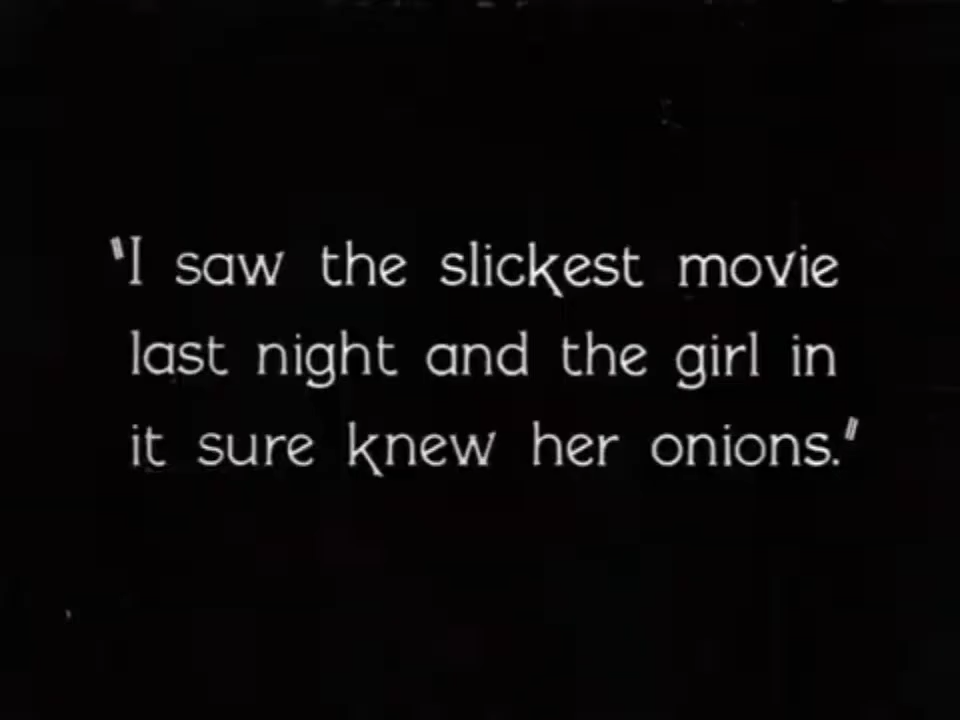 "I saw the slickest movie
last night and the girl in
it sure knew her onions."